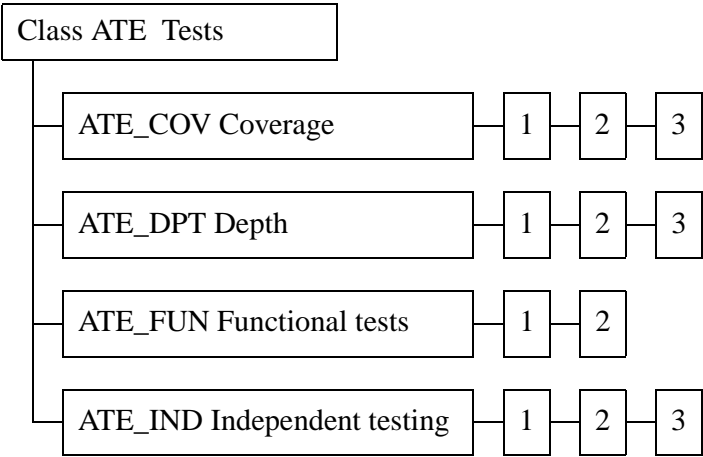 Class ATE Tests
ATE_COV Coverage 1 2 3
ATE_DPT Depth 1 2 3
ATE_FUN Functional tests 1 2
ATE_IND Independent testing 1 2 3